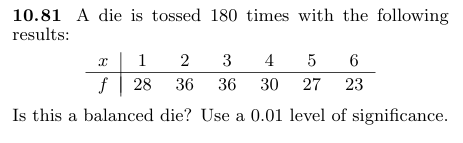 10.81 A die is tossed 180 times with the following
results:
x 1 2 3 4 5 6
f 28 36 36 30 27 23
Is this a balanced die? Use a 0.01 level of significance.